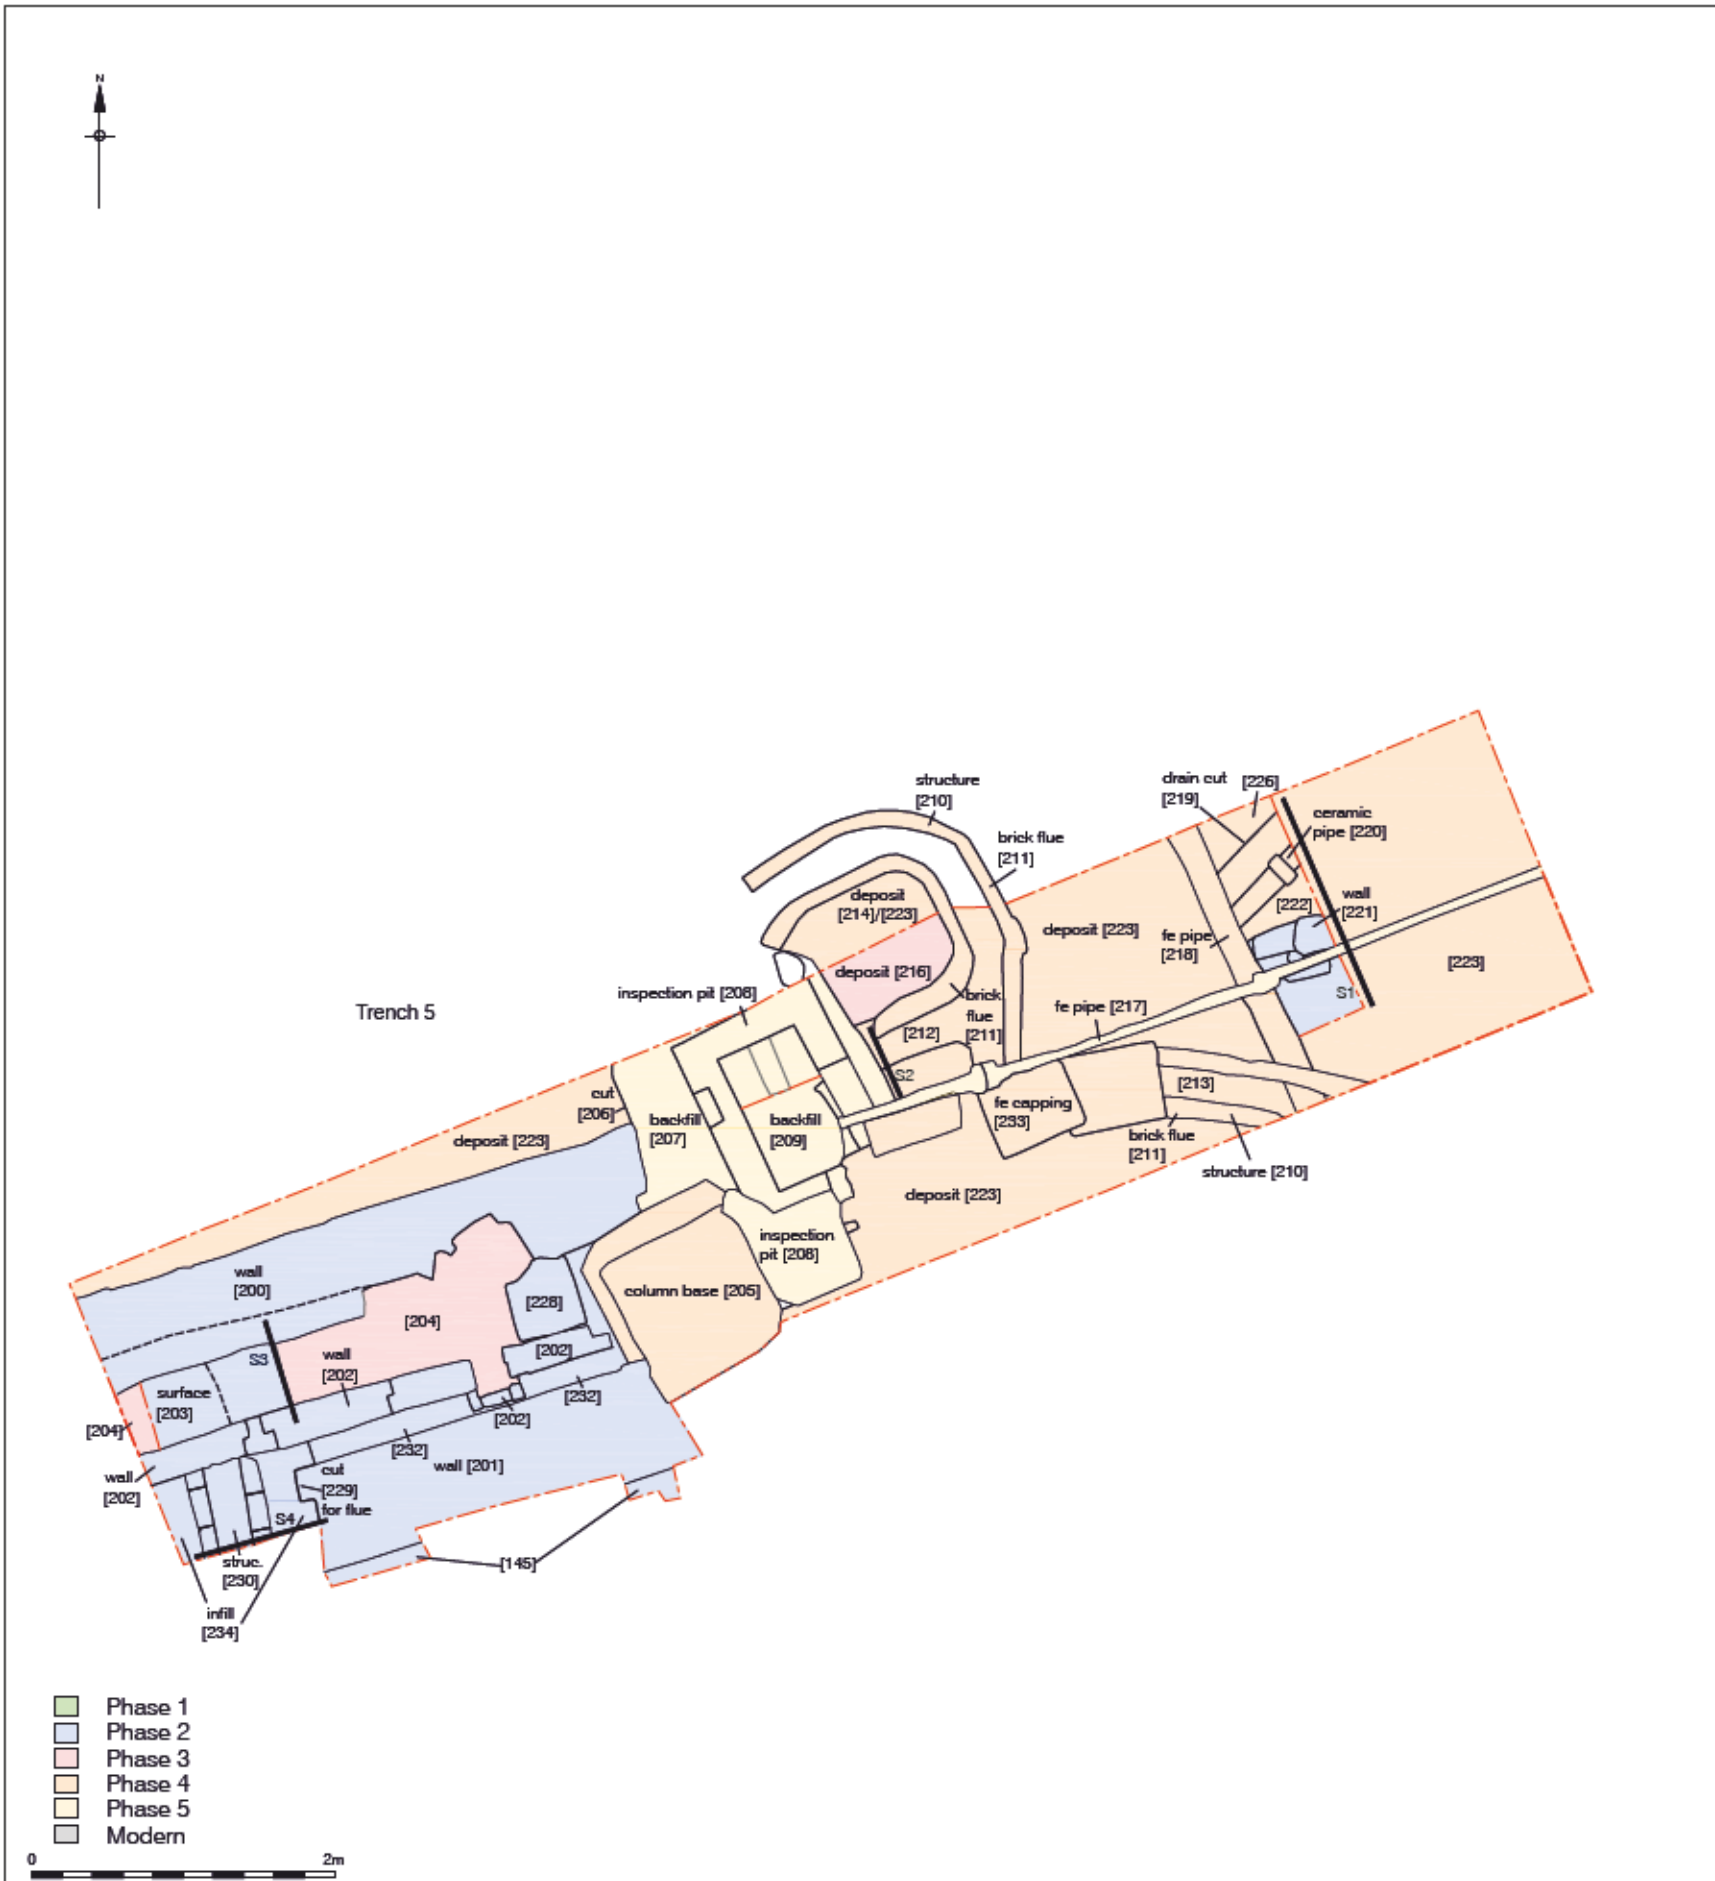 N
structure
[210]
drain cut
[219]
[226]
ceramic
pipe [220]
brick flue
[211]
deposit
[214]/[223]
wall
[221]
[222]
deposit [223]
fe pipe
[218]
[223]
deposit [216]
S1
inspection pit [208]
Trench 5
brick
flue
[211]
fe pipe [217]
[212]
S2
cut
[206]
fe capping
[233]
[213]
backfill
[207]
backfill
[209]
deposit [223]
brick flue
[211]
structure [210]
deposit [223]
inspection
pit [208]
wall
[200]
column base [205]
[228]
[204]
S3
wall
[202]
[202]
surface
[203]
[232]
[202]
[204]
[232]
wall [201]
wall
[202]
cut
[229]
for flue
S4
struc.
[230]
[145]
infill
[234]
Phase 1
Phase 2
Phase 3
Phase 4
Phase 5
Modern
0 2m